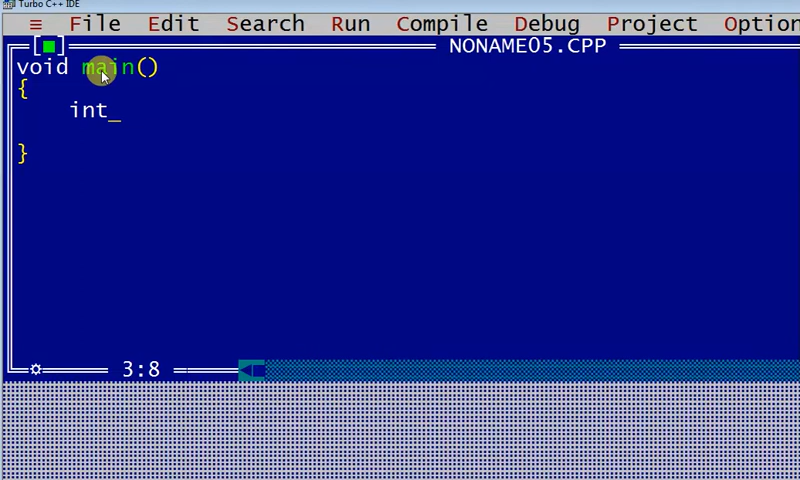 Turbo C++ IDE
≡ File Edit Search Run Compile Debug Project Option
NONAME05.CPP
void main()
{
int_
}
3:8